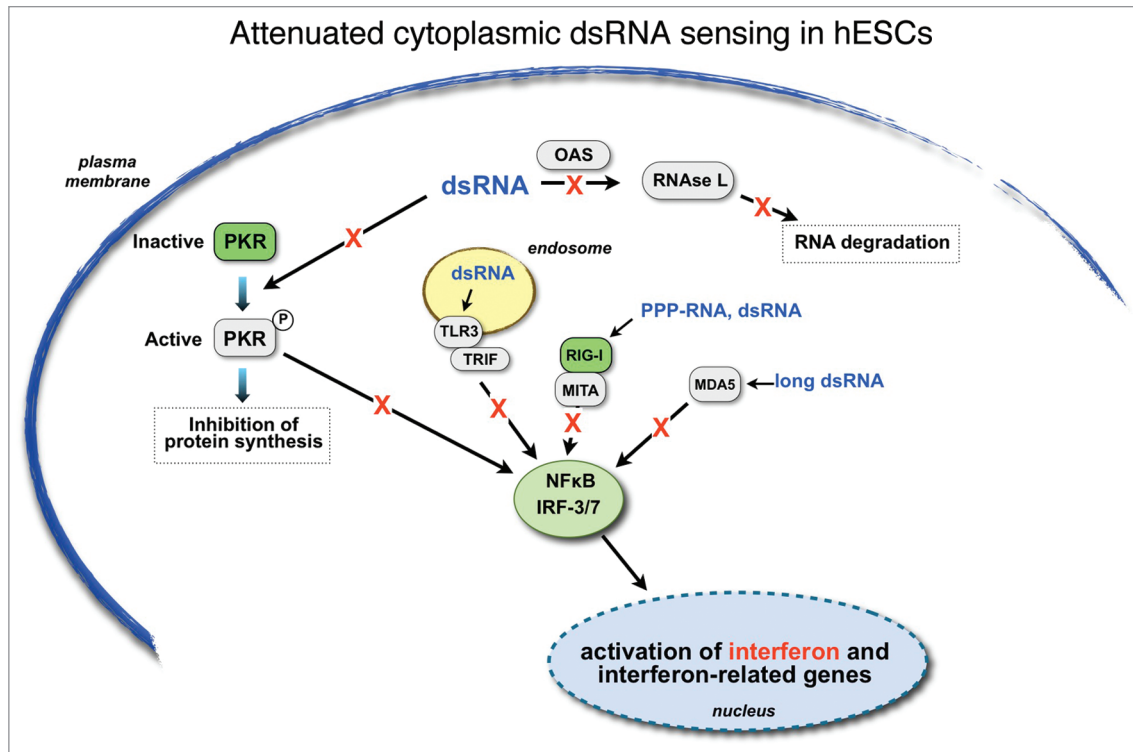 Attenuated cytoplasmic dsRNA sensing in hESCs
plasma
membrane
OAS
dsRNA
X
RNAse L
X
RNA degradation
Inactive
PKR
X
endosome
dsRNA
TLR3
TRIF
PPP-RNA, dsRNA
RIG-I
MITA
MDA5
long dsRNA
Active
PKR
P
X
X
X
X
Inhibition of
protein synthesis
NFκB
IRF-3/7
activation of interferon and
interferon-related genes
nucleus